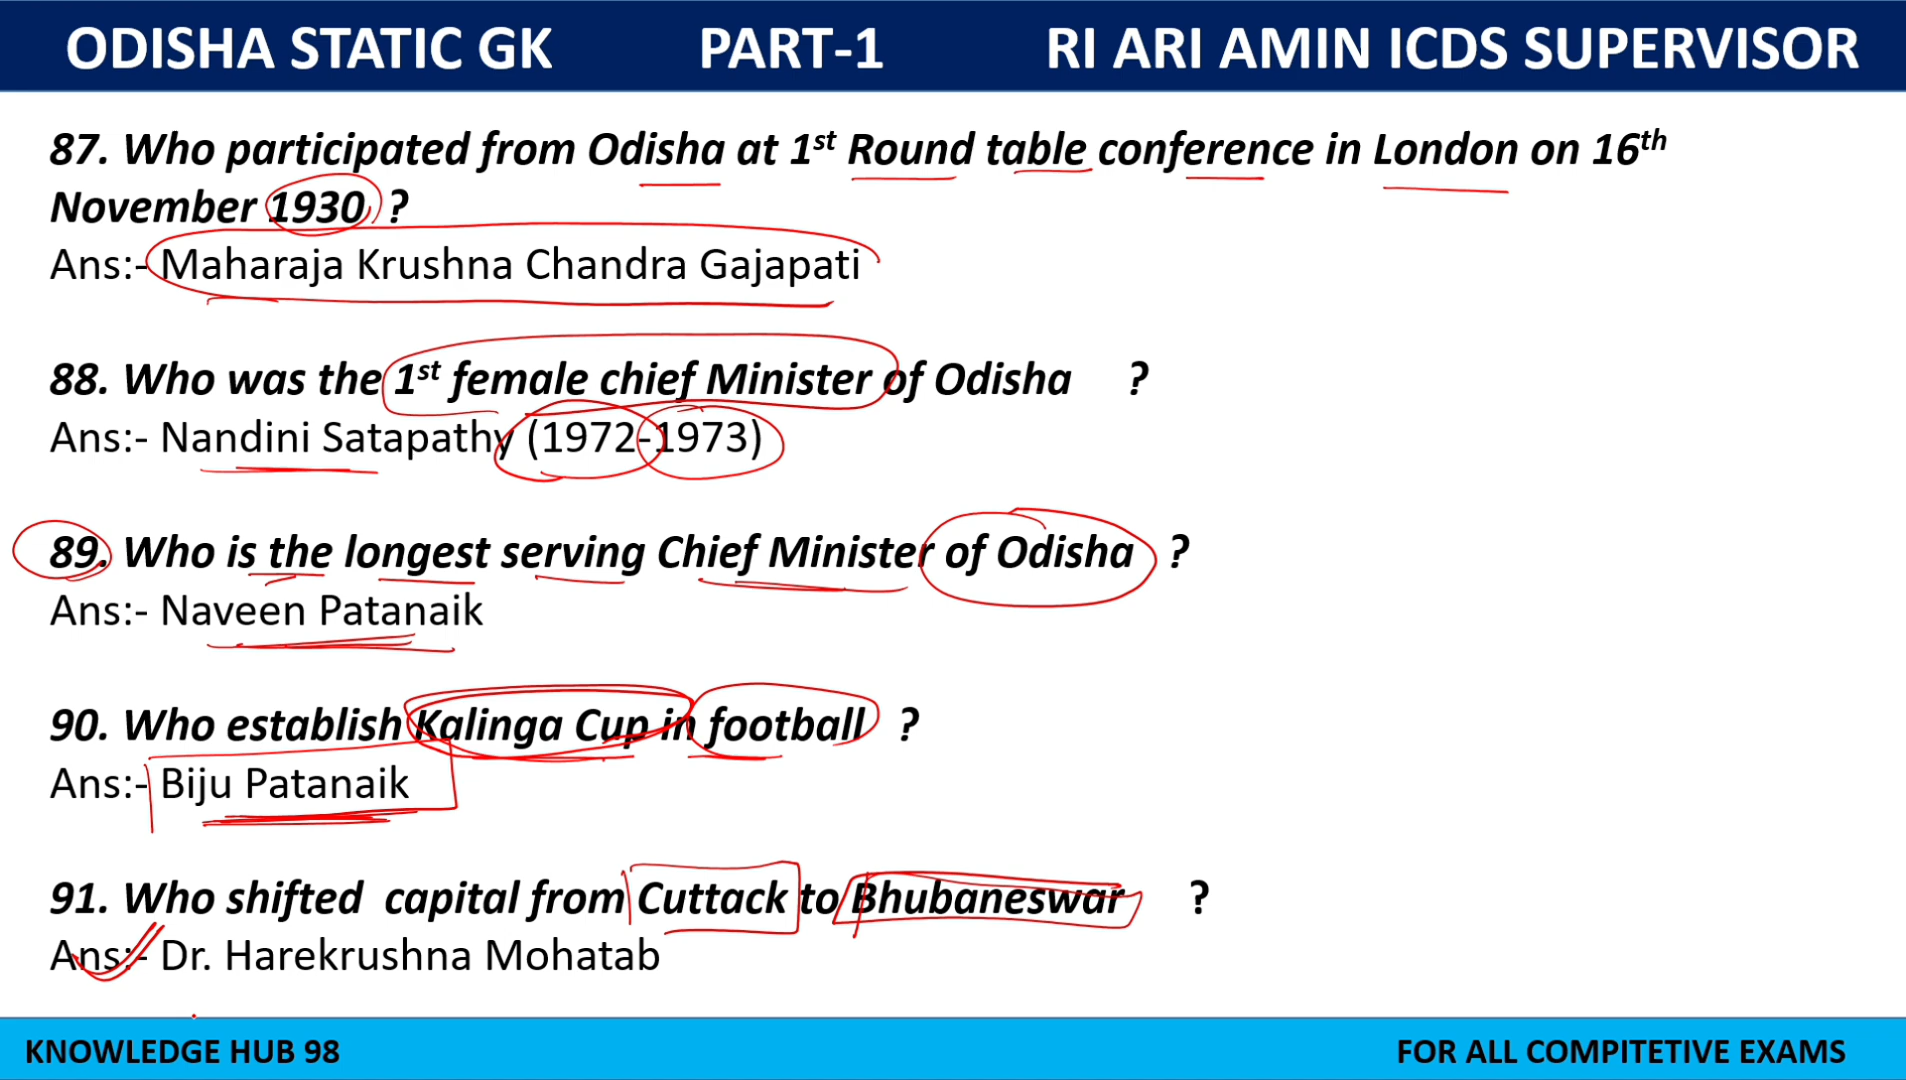 ODISHA STATIC GK PART-1 RI ARI AMIN ICDS SUPERVISOR
87. Who participated from Odisha at 1st Round table conference in London on 16th
November 1930 ?
Ans:- Maharaja Krushna Chandra Gajapati
88. Who was the 1st female chief Minister of Odisha ?
Ans:- Nandini Satapathy (1972-1973)
89. Who is the longest serving Chief Minister of Odisha ?
Ans:- Naveen Patanaik
90. Who establish Kalinga Cup in football ?
Ans:- Biju Patanaik
91. Who shifted capital from Cuttack to Bhubaneswar ?
Ans:- Dr. Harekrushna Mohatab
KNOWLEDGE HUB 98 FOR ALL COMPITETIVE EXAMS